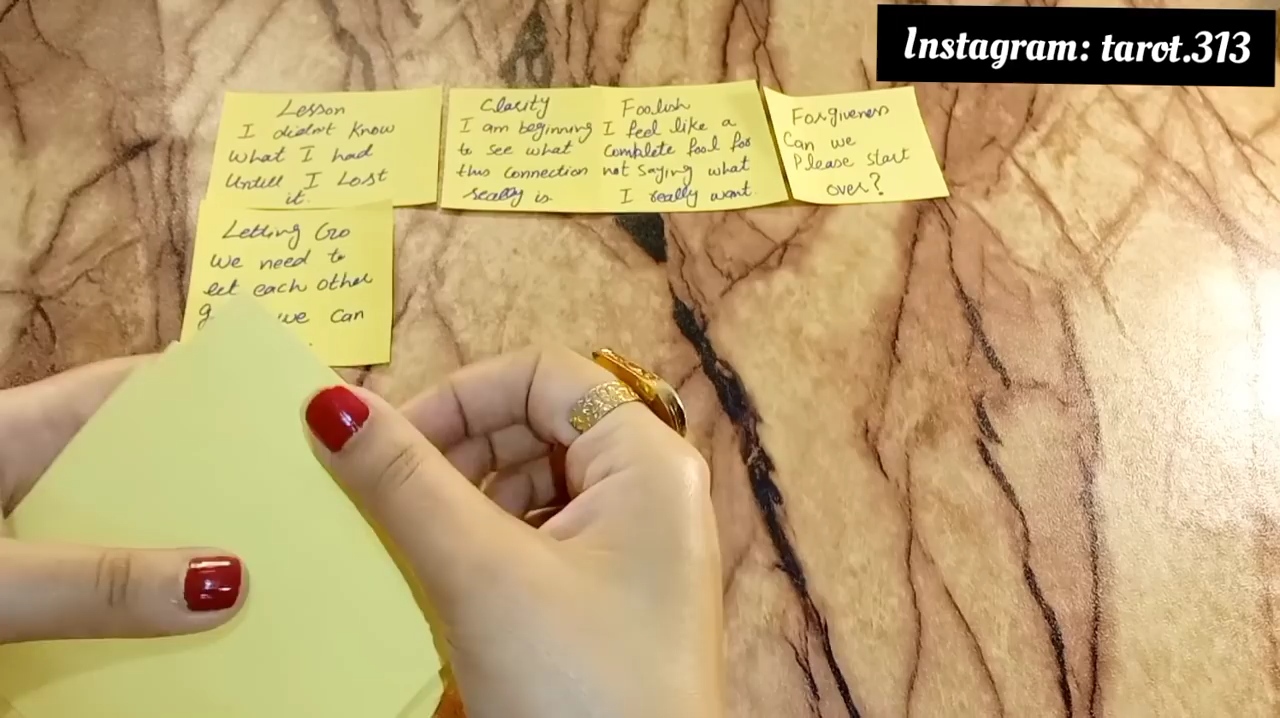 Instagram: tarot.313
Lesson
I didn't know
What I had
Untill I Lost
it.
Clarity
I am beginning
to see what
this Connection
really is
Foolish
I feel like a
Complete fool for
not saying what
I really want.
Forgiveness
Can we
Please start
over?
Letting Go
We need to
let each other
we can